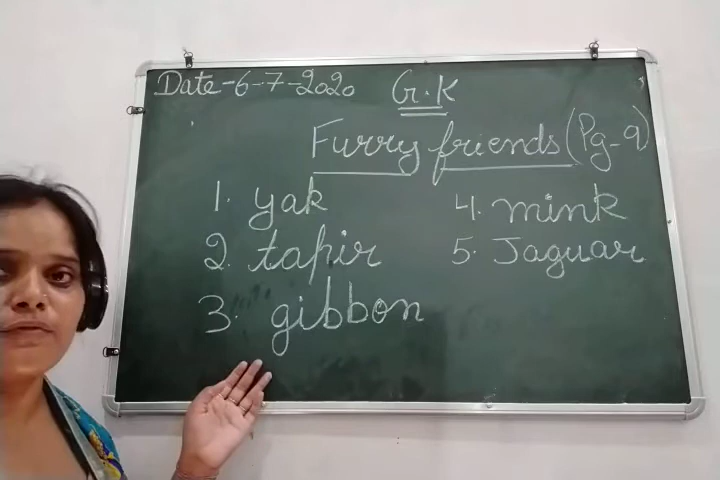 Date-6-7-2020 G.K
Furry friends (Pg-9)
1. yak
2. tapir
3. gibbon
4. mink
5. Jaguar